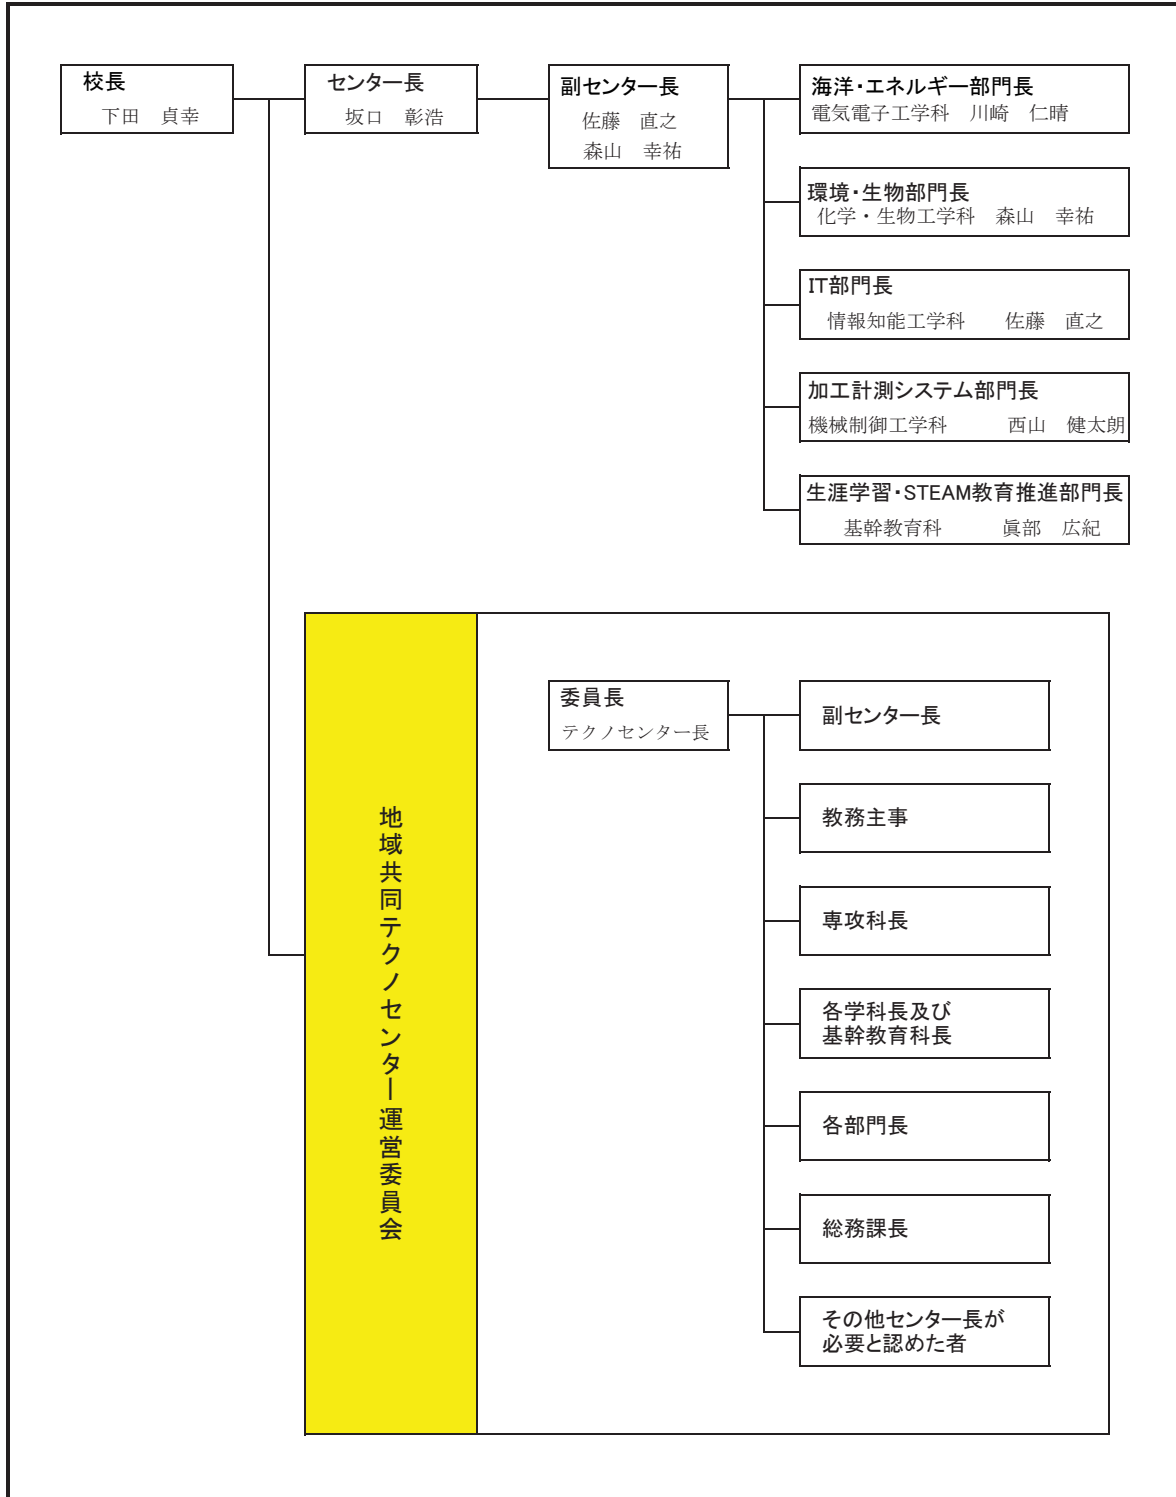 校長
下田　貞幸
センター長
坂口　彰浩
副センター長
佐藤　直之
森山　幸祐
海洋・エネルギー部門長
電気電子工学科　川崎　仁晴
環境・生物部門長
化学・生物工学科　森山　幸祐
IT部門長
情報知能工学科　　佐藤　直之
加工計測システム部門長
機械制御工学科　　　西山　健太朗
生涯学習・STEAM教育推進部門長
基幹教育科　　　眞部　広紀
地域共同テクノセンター運営委員会
委員長
テクノセンター長
副センター長
教務主事
専攻科長
各学科長及び
基幹教育科長
各部門長
総務課長
その他センター長が
必要と認めた者